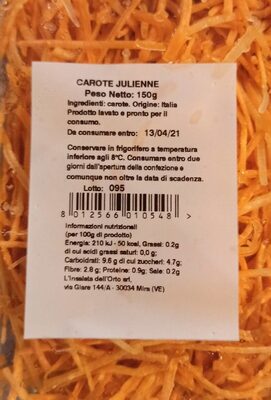 CAROTE JULIENNE
Peso Netto: 150g
Ingredienti: carote. Origine: Italia
Prodotto lavato e pronto per il
consumo.
Da consumare entro: 13/04/21
Conservare in frigorifero a temperatura
inferiore agli 8°C. Consumare entro due
giorni dall'apertura della confezione e
comunque non oltre la data di scadenza.
Lotto: 095
8 012566 010548 >
Informazioni nutrizionali
(per 100g di prodotto)
Energia: 210 kJ - 50 kcal, Grassi: 0.2g
di cui acidi grassi saturi: 0,0 g;
Carboidrati: 9.6 g di cui zuccheri: 4.7g;
Fibre: 2.8 g; Proteine: 0.9g; Sale: 0.2g
L'Insalata dell'Orto srl.
via Giare 144/A - 30034 Mira (VE)